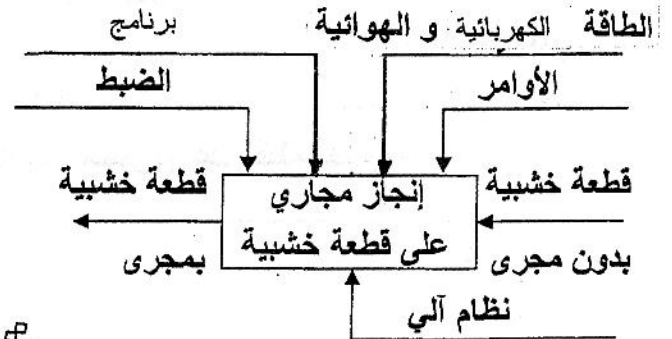 الطاقة الكهربائية و الهوائية
برنامج
الأوامر
الضبط
قطعة خشبية
بدون مجرى
إنجاز مجاري
على قطعة خشبية
قطعة خشبية
بمجرى
نظام آلي